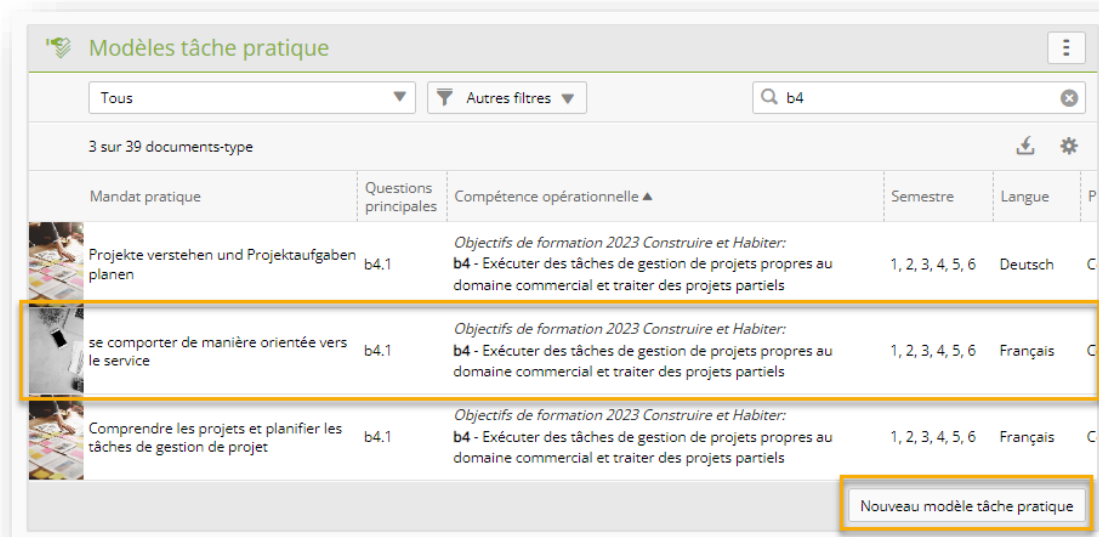 Modèles tâche pratique
Tous
Autres filtres
b4
3 sur 39 documents-type
Mandat pratique
Questions
principales
Compétence opérationnelle
Semestre
Langue
P
Projekte verstehen und Projektaufgaben
planen
b4.1
Objectifs de formation 2023 Construire et Habiter:
b4 - Exécuter des tâches de gestion de projets propres au
domaine commercial et traiter des projets partiels
1, 2, 3, 4, 5, 6
Deutsch
C
se comporter de manière orientée vers
le service
b4.1
Objectifs de formation 2023 Construire et Habiter:
b4 - Exécuter des tâches de gestion de projets propres au
domaine commercial et traiter des projets partiels
1, 2, 3, 4, 5, 6
Français
C
Comprendre les projets et planifier les
tâches de gestion de projet
b4.1
Objectifs de formation 2023 Construire et Habiter:
b4 - Exécuter des tâches de gestion de projets propres au
domaine commercial et traiter des projets partiels
1, 2, 3, 4, 5, 6
Français
C
Nouveau modèle tâche pratique